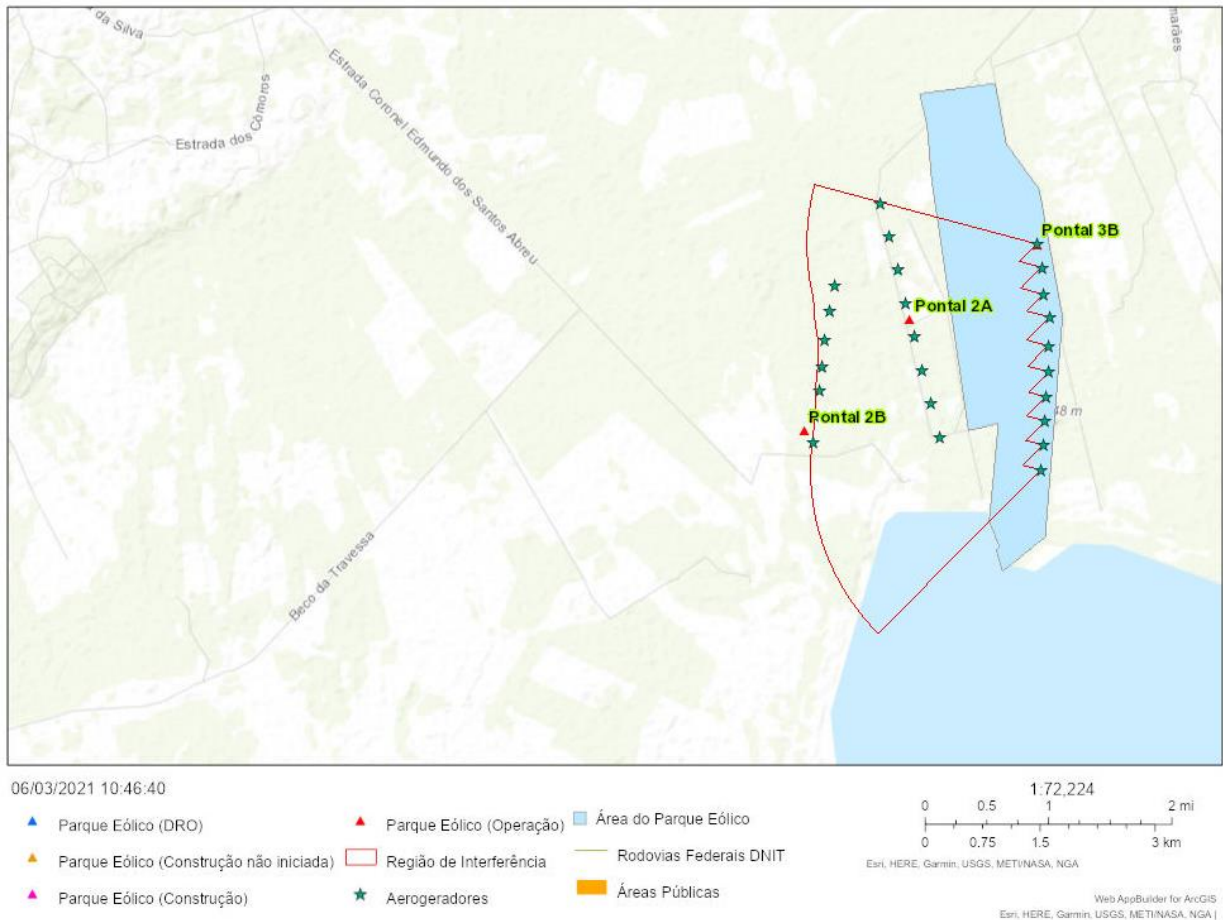 da Silva
Estrada dos Cômoros
Estrada Coronel Edmundo dos Santos Abreu
marães
Pontal 3B
Pontal 2A
48 m
Pontal 2B
Beco da Travessa
06/03/2021 10:46:40
Parque Eólico (DRO)
Parque Eólico (Construção não iniciada)
Parque Eólico (Construção)
Parque Eólico (Operação)
Região de Interferência
Aerogeradores
Área do Parque Eólico
Rodovias Federais DNIT
Áreas Públicas
1:72,224
0 0.5 1 2 mi
0 0.75 1.5 3 km
Esri, HERE, Garmin, USGS, METI/NASA, NGA
Web AppBuilder for ArcGIS
Esri, HERE, Garmin, USGS, METI/NASA, NGA |